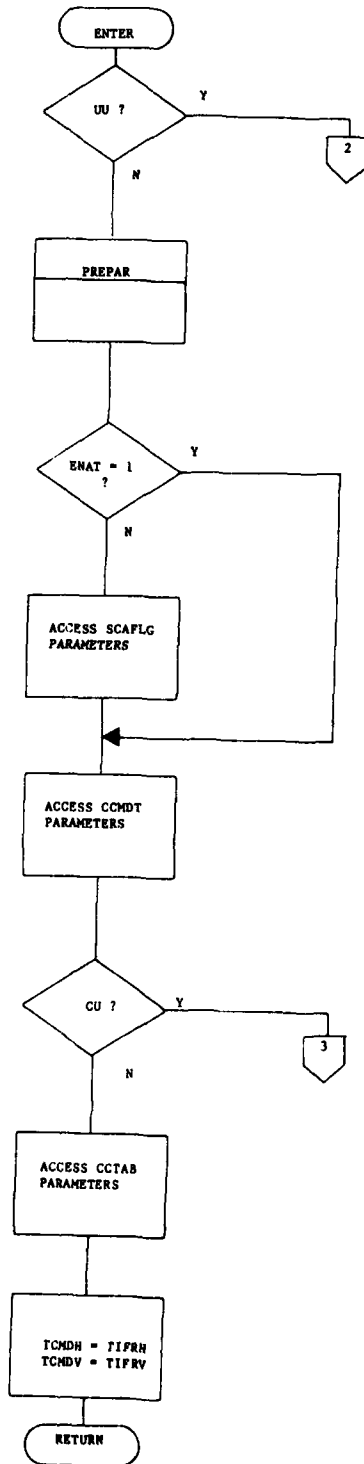 ENTER
UU ?
Y
2
N
PREPAR
ENAT = 1
?
Y
N
ACCESS SCAFLG
PARAMETERS
ACCESS CCMDT
PARAMETERS
CU ?
Y
3
N
ACCESS CCTAB
PARAMETERS
TCMDH = TIFRH
TCMDV = TIFRV
RETURN